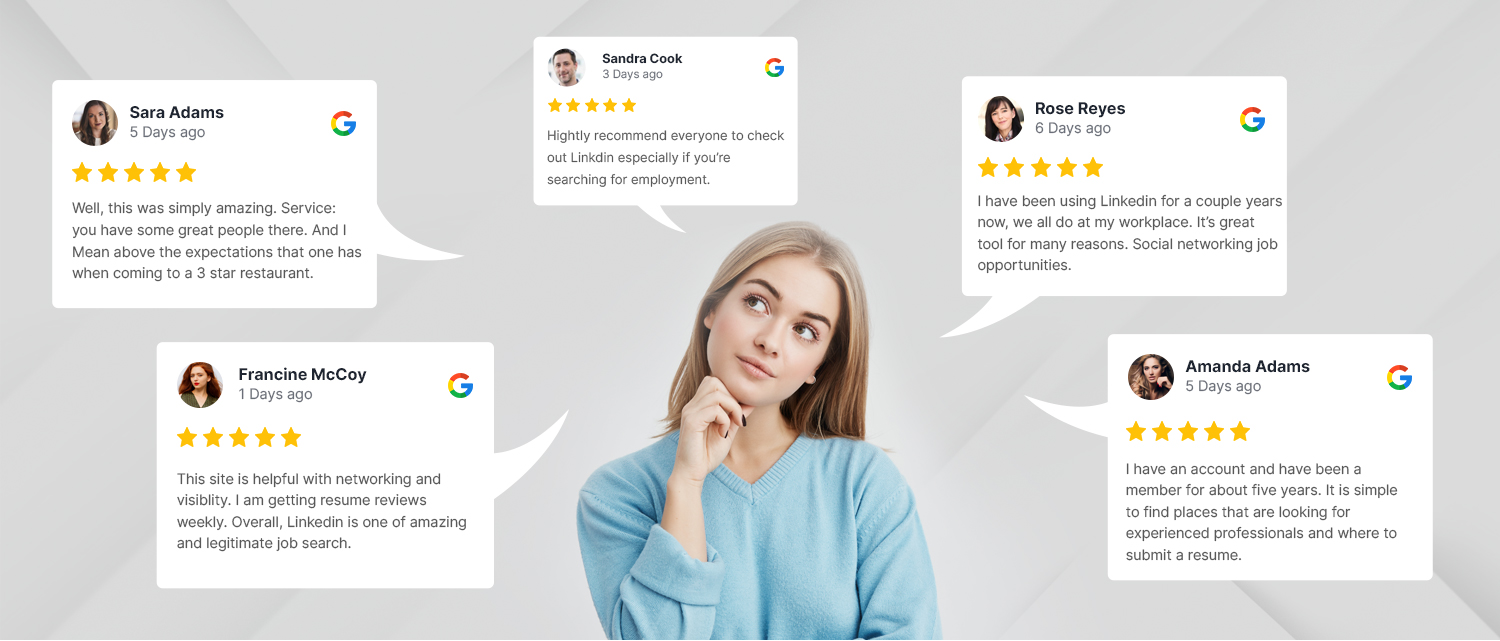 Sara Adams
5 Days ago
Well, this was simply amazing. Service:
you have some great people there. And I
Mean above the expectations that one has
when coming to a 3 star restaurant.
Sandra Cook
3 Days ago
Hightly recommend everyone to check
out Linkdin especially if you're
searching for employment.
Rose Reyes
6 Days ago
I have been using Linkedin for a couple years
now, we all do at my workplace. It's great
tool for many reasons. Social networking job
opportunities.
Francine McCoy
1 Days ago
This site is helpful with networking and
visiblity. I am getting resume reviews
weekly. Overall, Linkedin is one of amazing
and legitimate job search.
Amanda Adams
5 Days ago
I have an account and have been a
member for about five years. It is simple
to find places that are looking for
experienced professionals and where to
submit a resume.